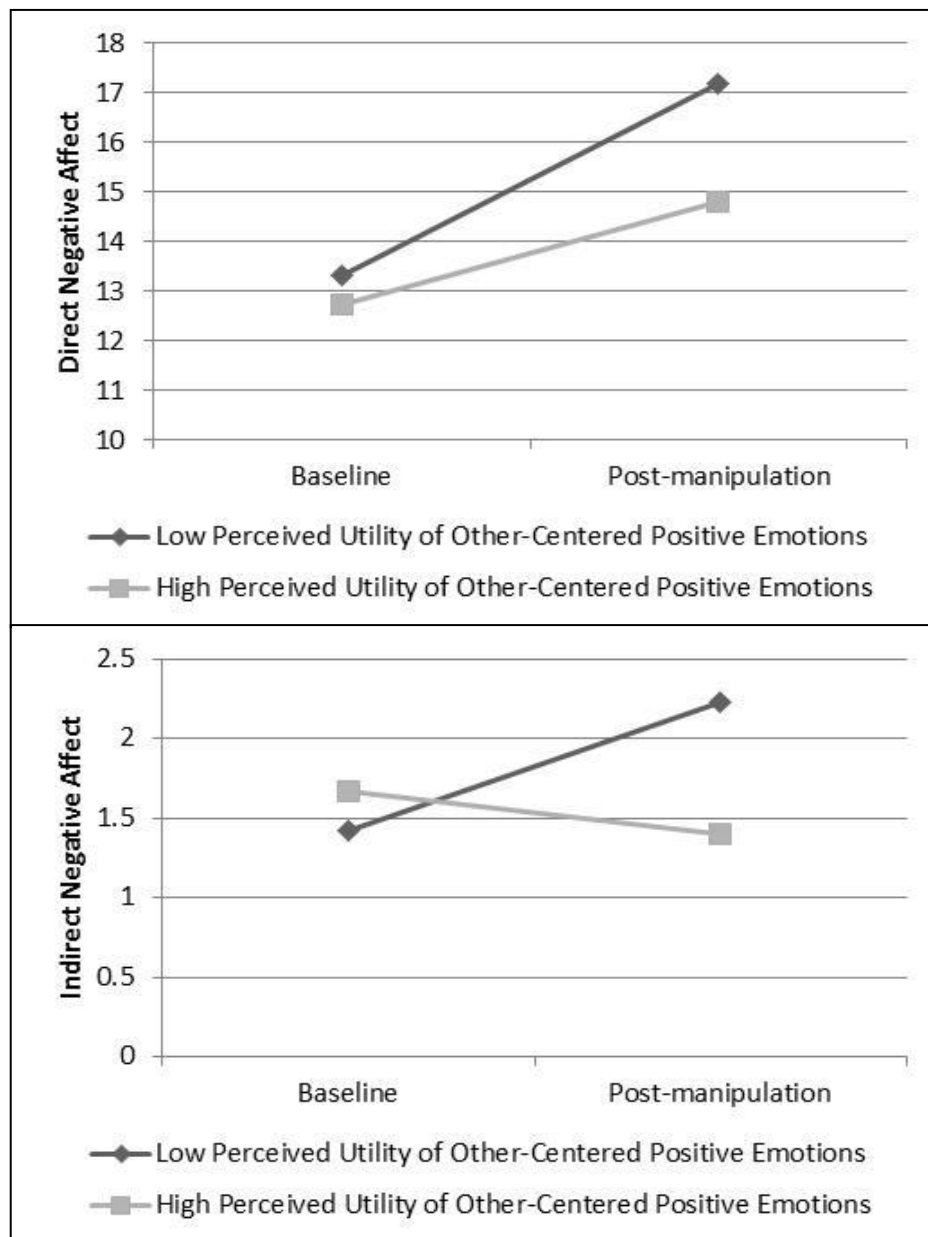 18
17
16
15
14
13
12
11
10
Direct Negative Affect
Baseline Post-manipulation
Low Perceived Utility of Other-Centered Positive Emotions
High Perceived Utility of Other-Centered Positive Emotions
2.5
2
1.5
1
0.5
0
Indirect Negative Affect
Baseline Post-manipulation
Low Perceived Utility of Other-Centered Positive Emotions
High Perceived Utility of Other-Centered Positive Emotions